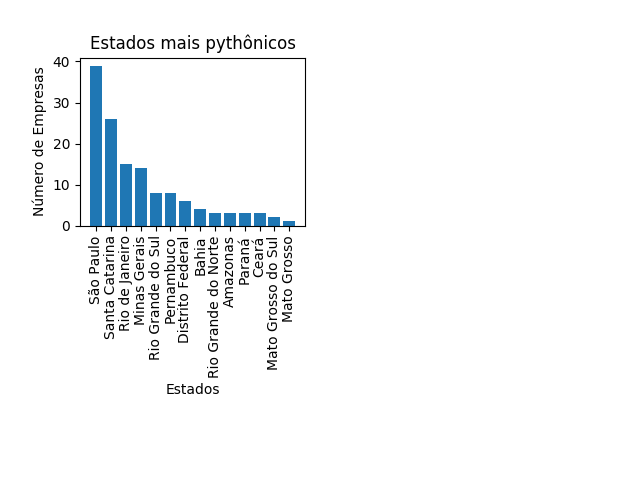 Estados mais pythônicos
Número de Empresas
40
30
20
10
0
São Paulo
Santa Catarina
Rio de Janeiro
Minas Gerais
Rio Grande do Sul
Pernambuco
Distrito Federal
Bahia
Rio Grande do Norte
Amazonas
Paraná
Ceará
Mato Grosso do Sul
Mato Grosso
Estados